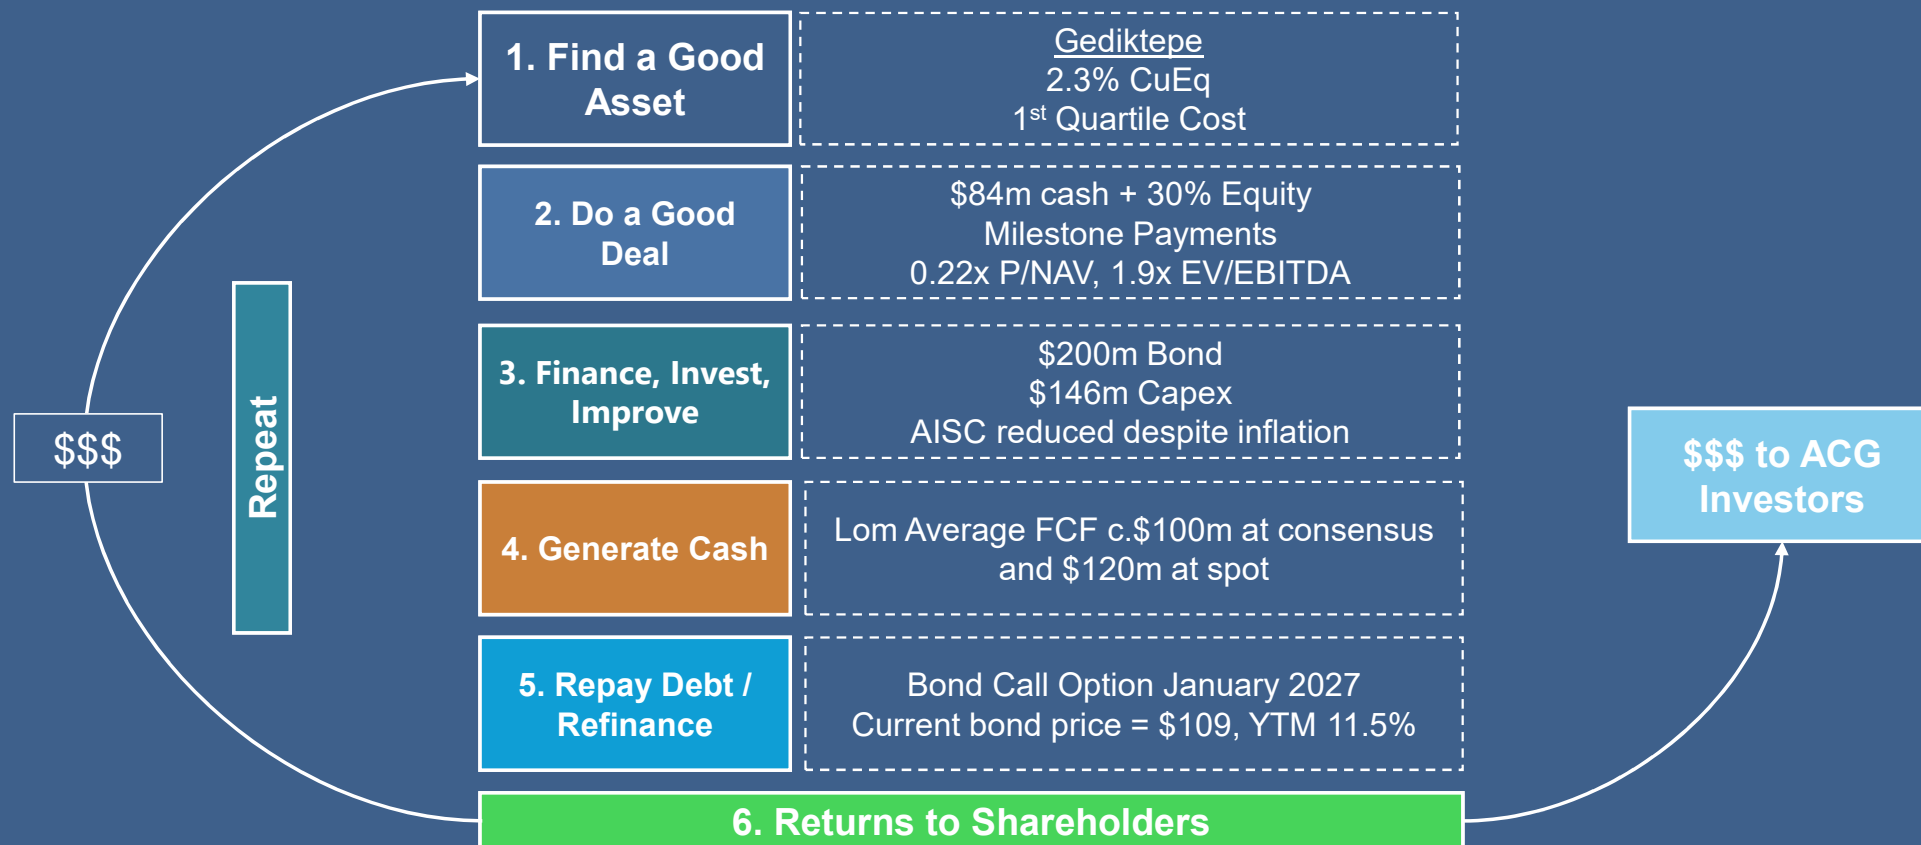 1. Find a Good
Asset
Gediktepe
2.3% CuEq
1st Quartile Cost
2. Do a Good
Deal
$84m cash + 30% Equity
Milestone Payments
0.22x P/NAV, 1.9x EV/EBITDA
3. Finance, Invest,
Improve
$200m Bond
$146m Capex
AISC reduced despite inflation
Repeat
$$$
$$$ to ACG
Investors
4. Generate Cash
Lom Average FCF c.$100m at consensus
and $120m at spot
5. Repay Debt /
Refinance
Bond Call Option January 2027
Current bond price = $109, YTM 11.5%
6. Returns to Shareholders